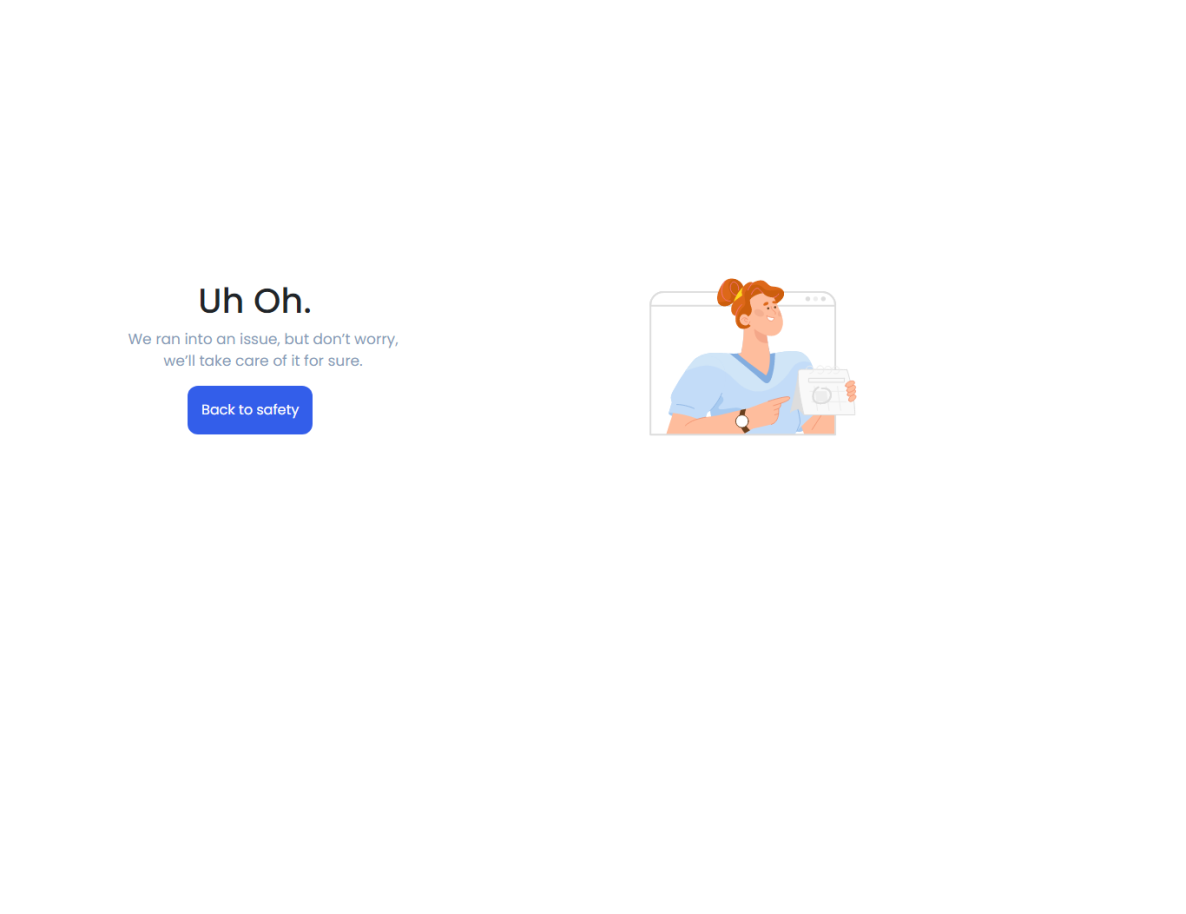 Uh Oh.
We ran into an issue, but don’t worry,
we’ll take care of it for sure.
Back to safety